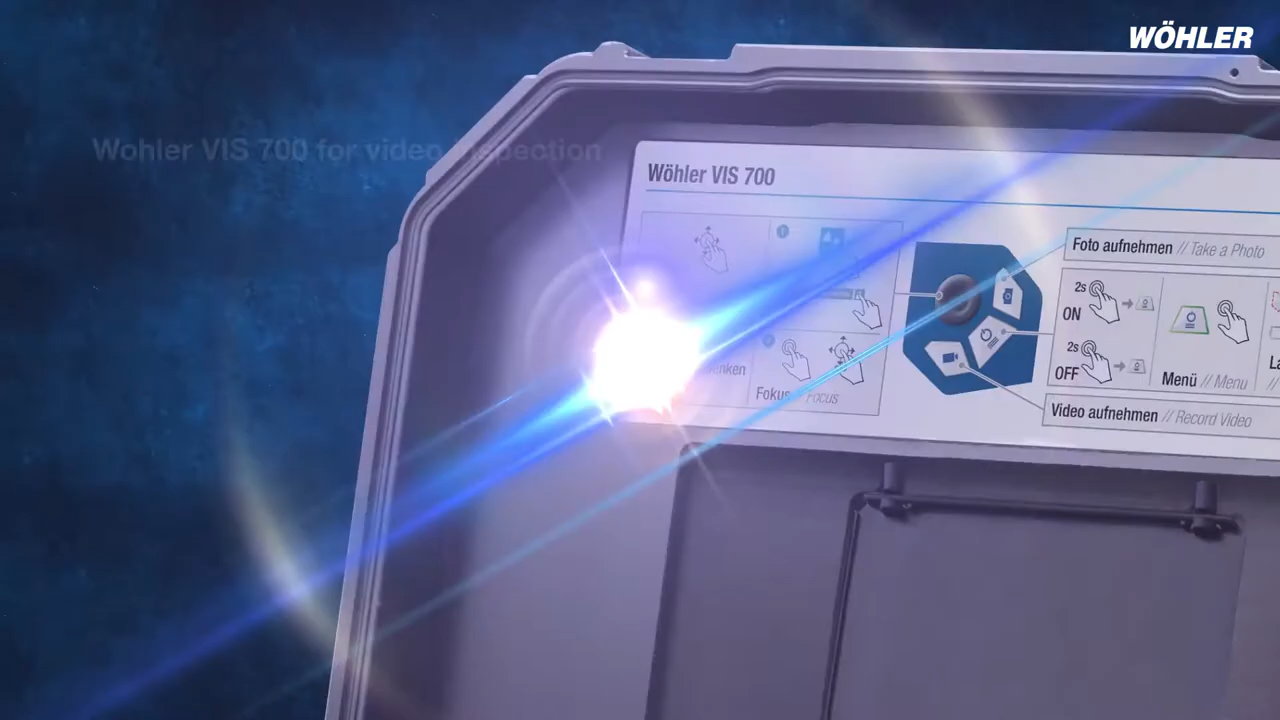 WÖHLER
Wohler VIS 700 for video inspection
Wöhler VIS 700
Foto aufnehmen // Take a Photo
2s
ON
2s
OFF
Menü // Menu
Fokus // Focus
Video aufnehmen // Record Video